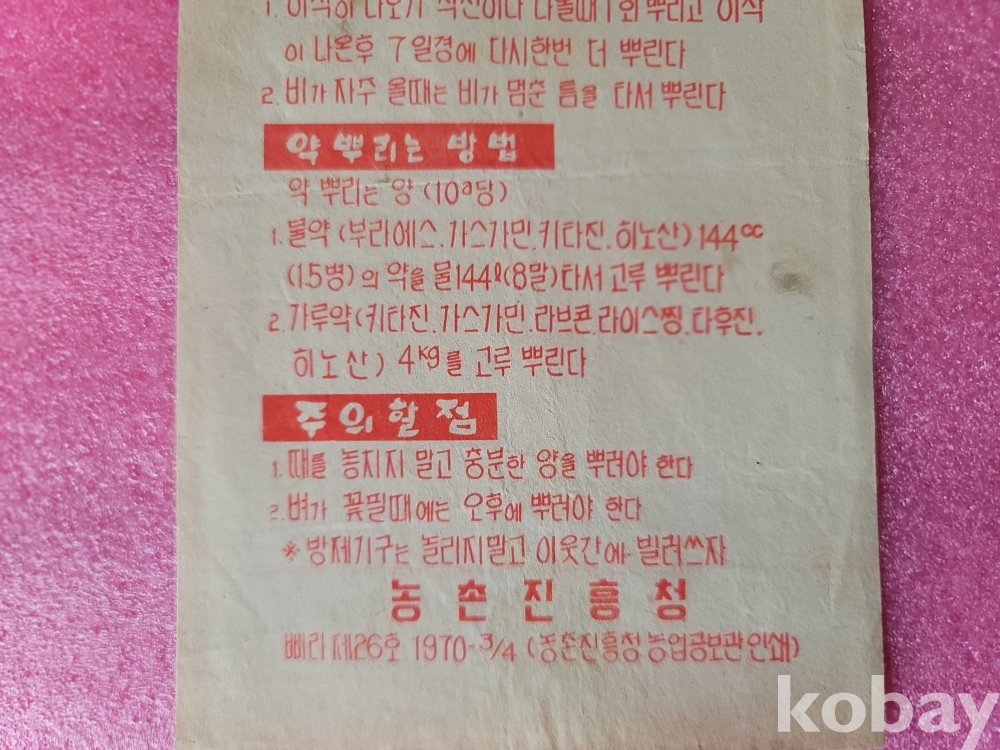 1. 이삭이 나오기 직전이나 나올때 1회 뿌리고 이삭
이 나온후 7일경에 다시한번 더 뿌린다
2. 비가 자주 올때는 비가 멈춘 틈을 타서 뿌린다
약 뿌리는 방법
약 뿌리는 양 (10a당)
1. 물약 (부라에스.가스가민.키타진.히노산) 144cc
(1.5병)의 약을 물144ℓ(8말)타서 고루 뿌린다
2. 가루약(키타진.가스가민.라브콘.라이스찡.타후진.
히노산) 4kg를 고루 뿌린다
주의할 점
1. 때를 놓지지 말고 충분한 양을 뿌려야 한다
2. 벼가 꽃필때에는 오후에 뿌려야 한다
※ 방제기구는 놀리지말고 이웃간에 빌려쓰자
농촌진흥청
삐라 제26호 1970-3/4 (농촌진흥청 농업공보관 인쇄)
kobay